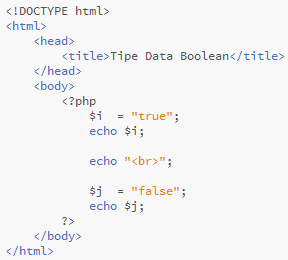 <!DOCTYPE html>
<html>
    <head>
        <title>Tipe Data Boolean</title>
    </head>
    <body>
        <?php
            $i  = "true";
            echo $i;

            echo "<br>";

            $j  = "false";
            echo $j;
        ?>
    </body>
</html>